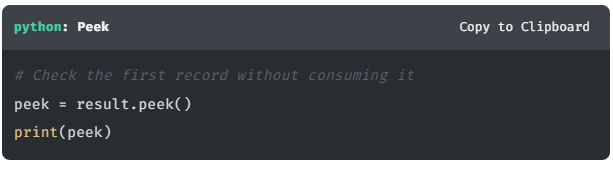 python: Peek
Copy to Clipboard
# Check the first record without consuming it
peek = result.peek()
print(peek)